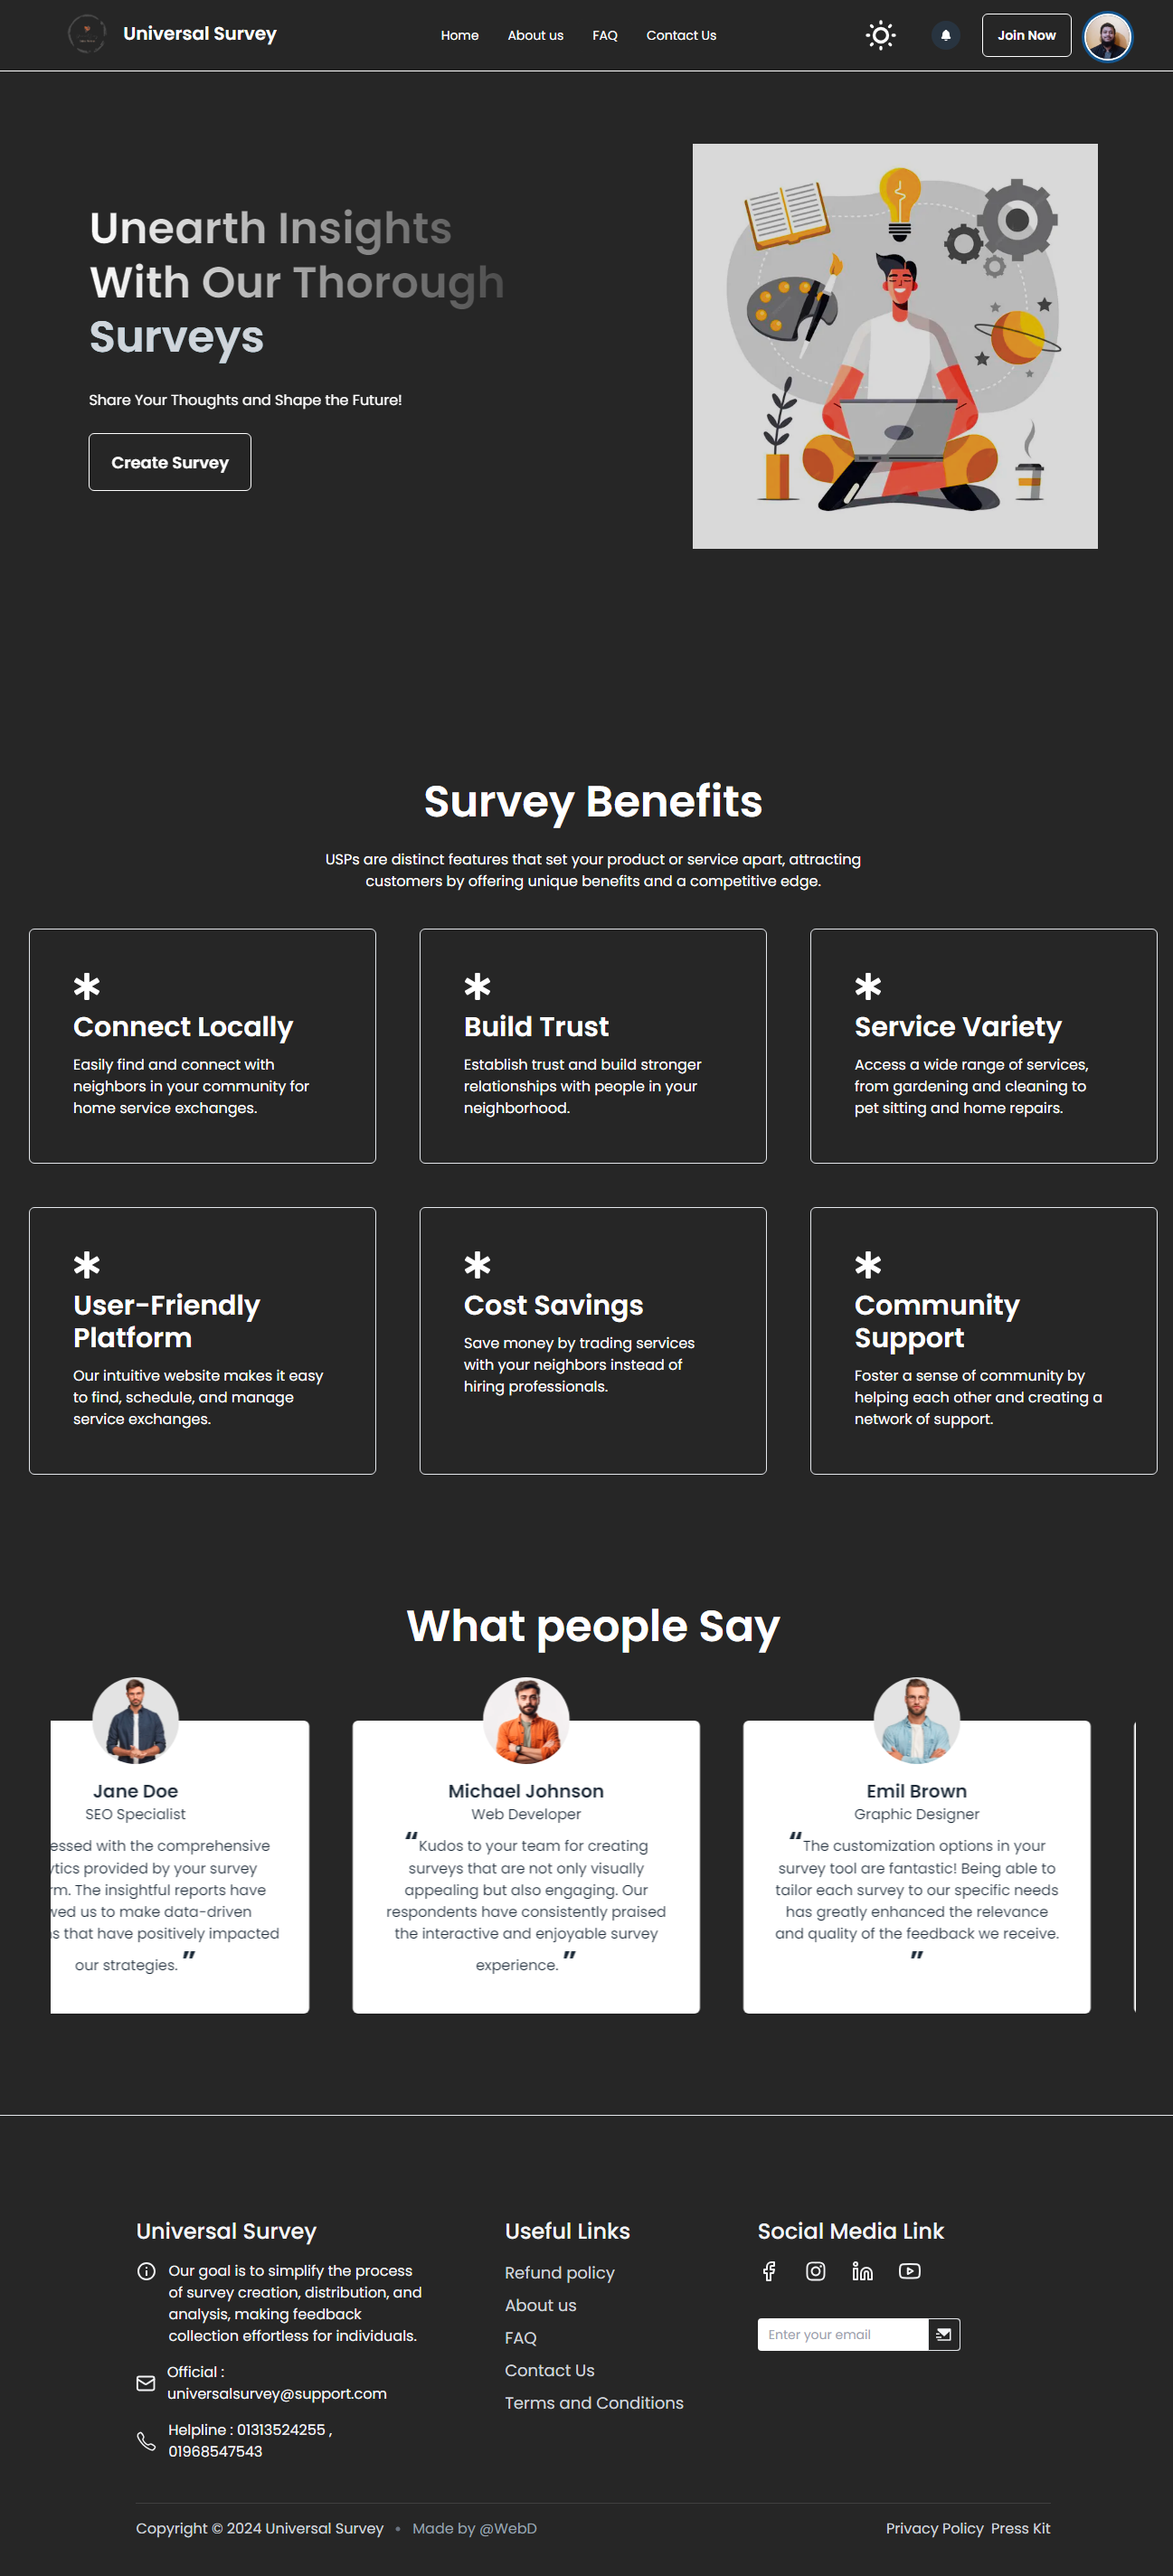 Universal Survey
Home About us FAQ Contact Us
Join Now
Unearth Insights
With Our Thorough
Surveys
Share Your Thoughts and Shape the Future!
Create Survey
Survey Benefits
USPs are distinct features that set your product or service apart, attracting
customers by offering unique benefits and a competitive edge.
Connect Locally
Easily find and connect with
neighbors in your community for
home service exchanges.
Build Trust
Establish trust and build stronger
relationships with people in your
neighborhood.
Service Variety
Access a wide range of services,
from gardening and cleaning to
pet sitting and home repairs.
User-Friendly
Platform
Our intuitive website makes it easy
to find, schedule, and manage
service exchanges.
Cost Savings
Save money by trading services
with your neighbors instead of
hiring professionals.
Community
Support
Foster a sense of community by
helping each other and creating a
network of support.
What people Say
Jane Doe
SEO Specialist
with the comprehensive
provided by your survey
The insightful reports have
us to make data-driven
that have positively impacted
our strategies. ”
Michael Johnson
Web Developer
“Kudos to your team for creating
surveys that are not only visually
appealing but also engaging. Our
respondents have consistently praised
the interactive and enjoyable survey
experience. ”
Emil Brown
Graphic Designer
“The customization options in your
survey tool are fantastic! Being able to
tailor each survey to our specific needs
has greatly enhanced the relevance
and quality of the feedback we receive.
”
Universal Survey
Our goal is to simplify the process
of survey creation, distribution, and
analysis, making feedback
collection effortless for individuals.
Official :
universalsurvey@support.com
Helpline : 01313524255 ,
01968547543
Useful Links
Refund policy
About us
FAQ
Contact Us
Terms and Conditions
Social Media Link
Enter your email
Copyright © 2024 Universal Survey • Made by @WebD
Privacy Policy Press Kit